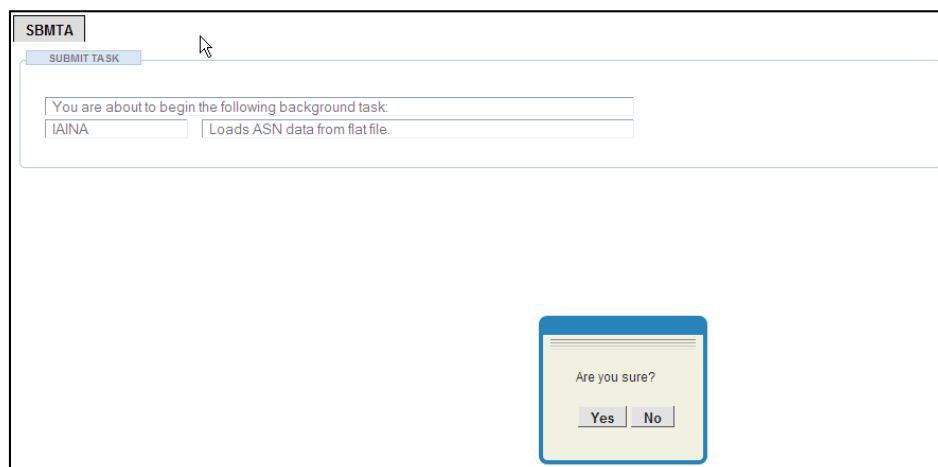 SBMTA
SUBMIT TASK
You are about to begin the following background task:
IAINA Loads ASN data from flat file.
Are you sure?
Yes No